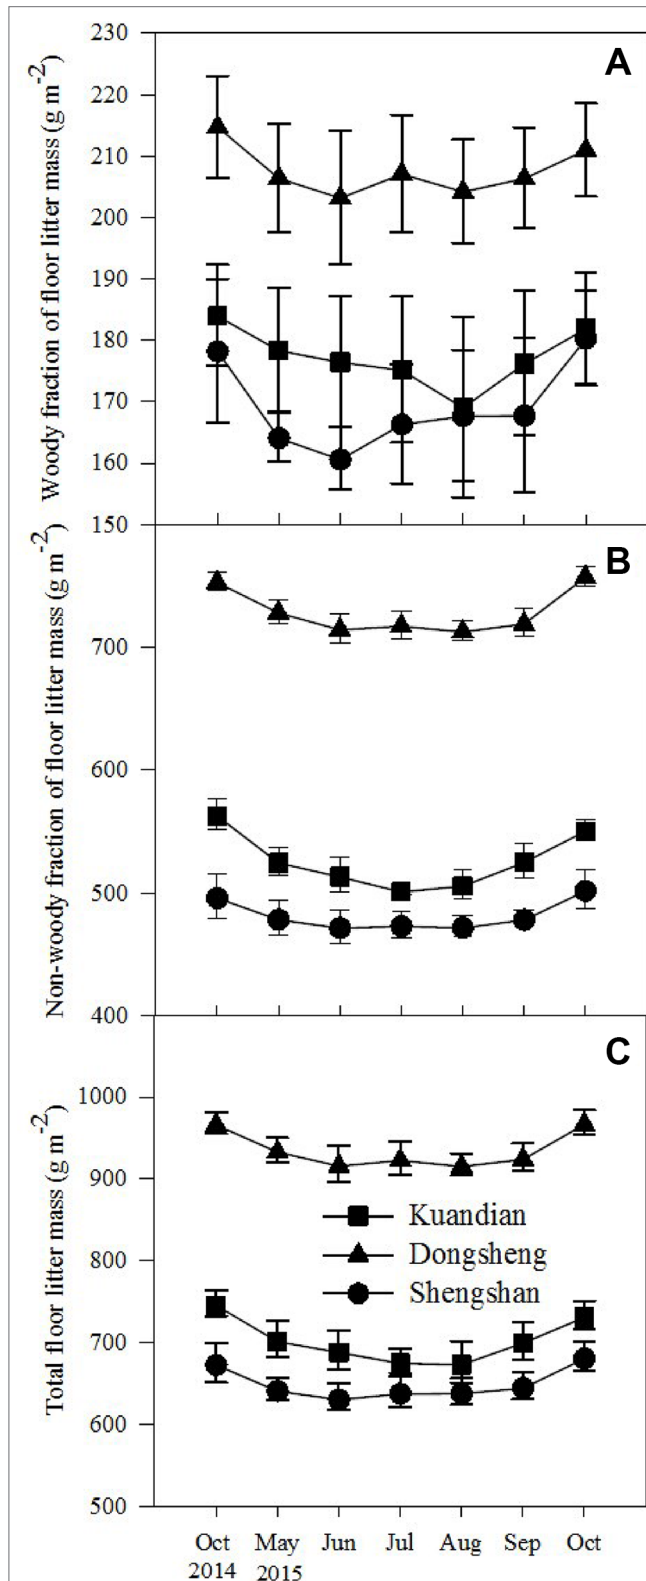 A
Woody fraction of floor litter mass (g m⁻²)
230
220
210
200
190
180
170
160
150
B
Non-woody fraction of floor litter mass (g m⁻²)
700
600
500
400
C
Total floor litter mass (g m⁻²)
1000
900
800
700
600
500
Kuandian
Dongsheng
Shengshan
Oct May Jun Jul Aug Sep Oct
2014 2015